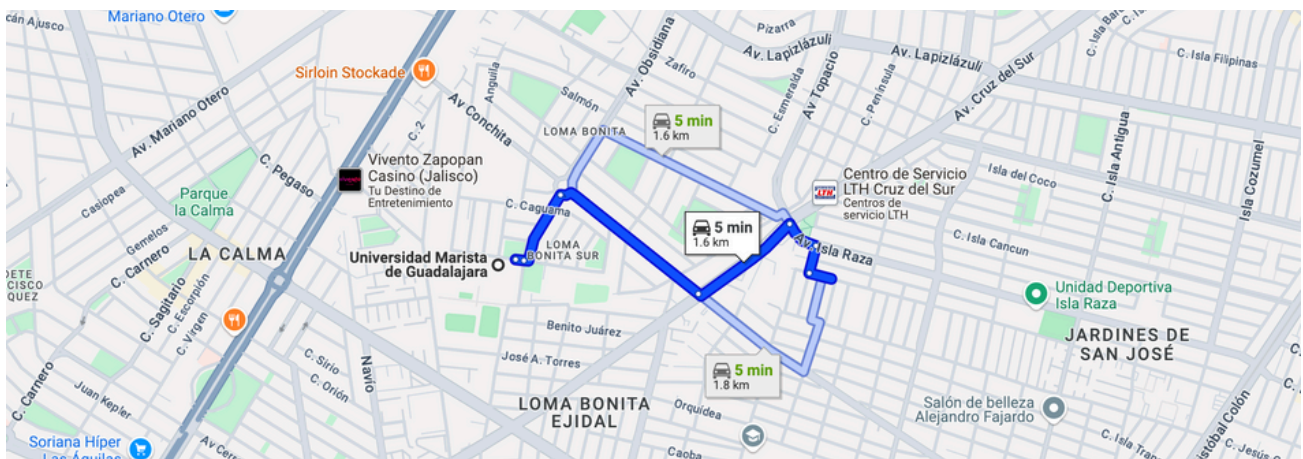 Mariano Otero
Pizarra
C. Isla Filipinas
Av. Lapizlázuli
Av. Lapizlázuli
Zafiro
Av. Obsidiana
Sirloin Stockade
Anguila
Salmón
C. Esmeralda
Av. Topacio
C. Península
Av. Cruz del Sur
C. Isla Antigua
Isla Cozumel
C. 2
Av Conchita
LOMA BONITA
5 min
1.6 km
Av. Mariano Otero
C. Pegaso
Vivento Zapopan
Casino (Jalisco)
Tu Destino de
Entretenimiento
Isla del Coco
Centro de Servicio
LTH Cruz del Sur
Centros de
servicio LTH
LTH
Casiopea
Parque
la Calma
C. Caguama
5 min
1.6 km
Av. Isla Raza
C. Isla Cancun
Gemelos
C. Carnero
LA CALMA
LOMA
BONITA SUR
Universidad Marista
de Guadalajara
C. Sagitario
C. Escorpión
C. Virgen
Unidad Deportiva
Isla Raza
Benito Juárez
JARDINES DE
SAN JOSÉ
C. Sirio
C. Orión
Navío
José A. Torres
5 min
1.8 km
C. Carnero
Juan Kepler
LOMA BONITA
EJIDAL
Orquídea
Salón de belleza
Alejandro Fajardo
Soriana Híper
Las Águilas
Caoba